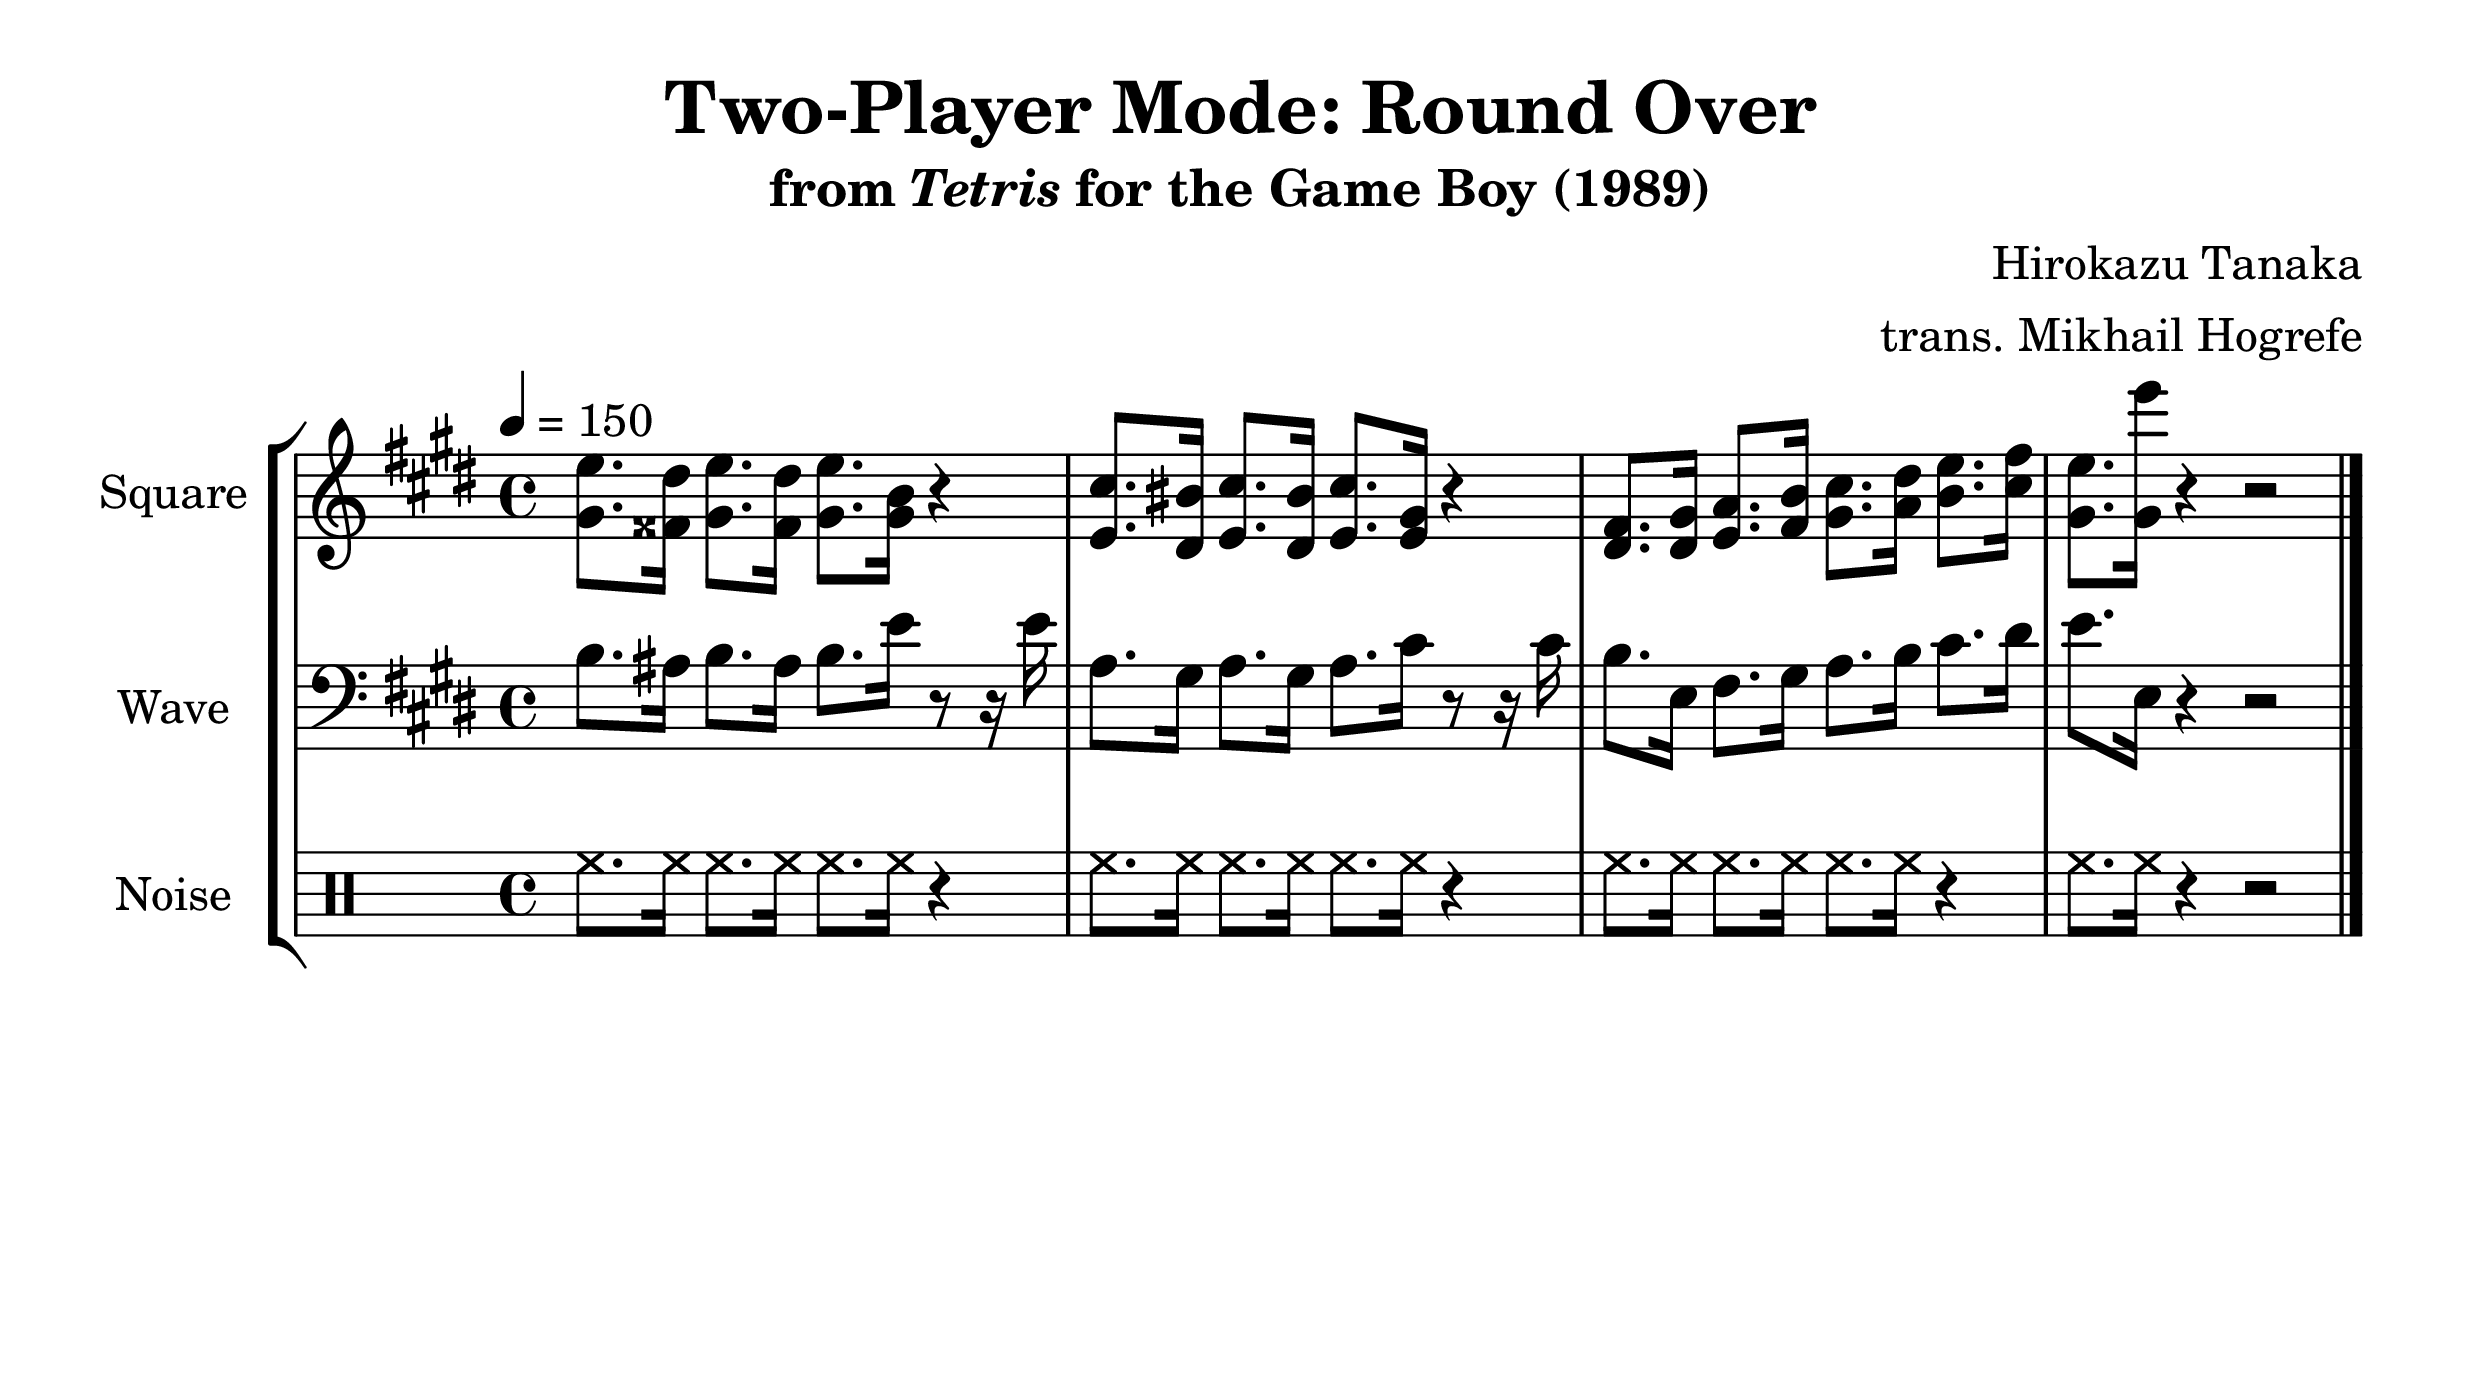 Two-Player Mode: Round Over
from Tetris for the Game Boy (1989)
Hirokazu Tanaka
trans. Mikhail Hogrefe
= 150
Square
Wave
Noise